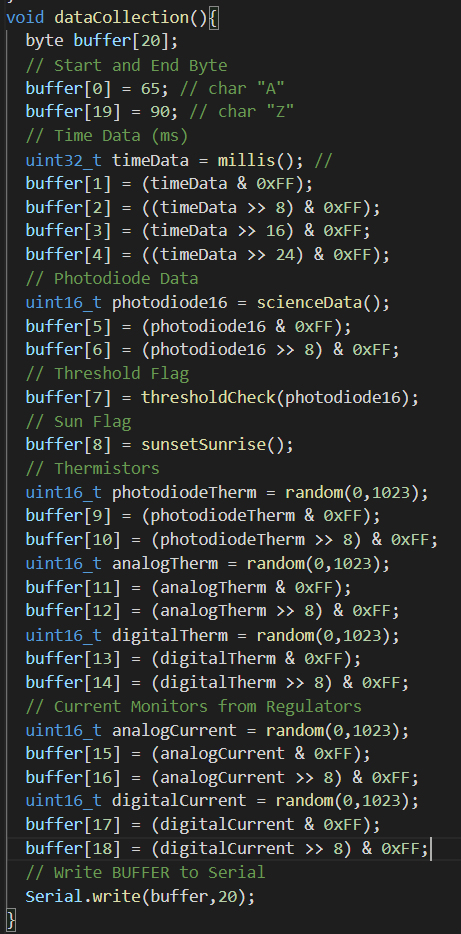 void dataCollection(){
byte buffer[20];
// Start and End Byte
buffer[0] = 65; // char "A"
buffer[19] = 90; // char "Z"
// Time Data (ms)
uint32_t timeData = millis(); //
buffer[1] = (timeData & 0xFF);
buffer[2] = ((timeData >> 8) & 0xFF);
buffer[3] = (timeData >> 16) & 0xFF;
buffer[4] = ((timeData >> 24) & 0xFF);
// Photodiode Data
uint16_t photodiode16 = scienceData();
buffer[5] = (photodiode16 & 0xFF);
buffer[6] = (photodiode16 >> 8) & 0xFF;
// Threshold Flag
buffer[7] = thresholdCheck(photodiode16);
// Sun Flag
buffer[8] = sunsetSunrise();
// Thermistors
uint16_t photodiodeTherm = random(0,1023);
buffer[9] = (photodiodeTherm & 0xFF);
buffer[10] = (photodiodeTherm >> 8) & 0xFF;
uint16_t analogTherm = random(0,1023);
buffer[11] = (analogTherm & 0xFF);
buffer[12] = (analogTherm >> 8) & 0xFF;
uint16_t digitalTherm = random(0,1023);
buffer[13] = (digitalTherm & 0xFF);
buffer[14] = (digitalTherm >> 8) & 0xFF;
// Current Monitors from Regulators
uint16_t analogCurrent = random(0,1023);
buffer[15] = (analogCurrent & 0xFF);
buffer[16] = (analogCurrent >> 8) & 0xFF;
uint16_t digitalCurrent = random(0,1023);
buffer[17] = (digitalCurrent & 0xFF);
buffer[18] = (digitalCurrent >> 8) & 0xFF;
// Write BUFFER to Serial
Serial.write(buffer,20);
}